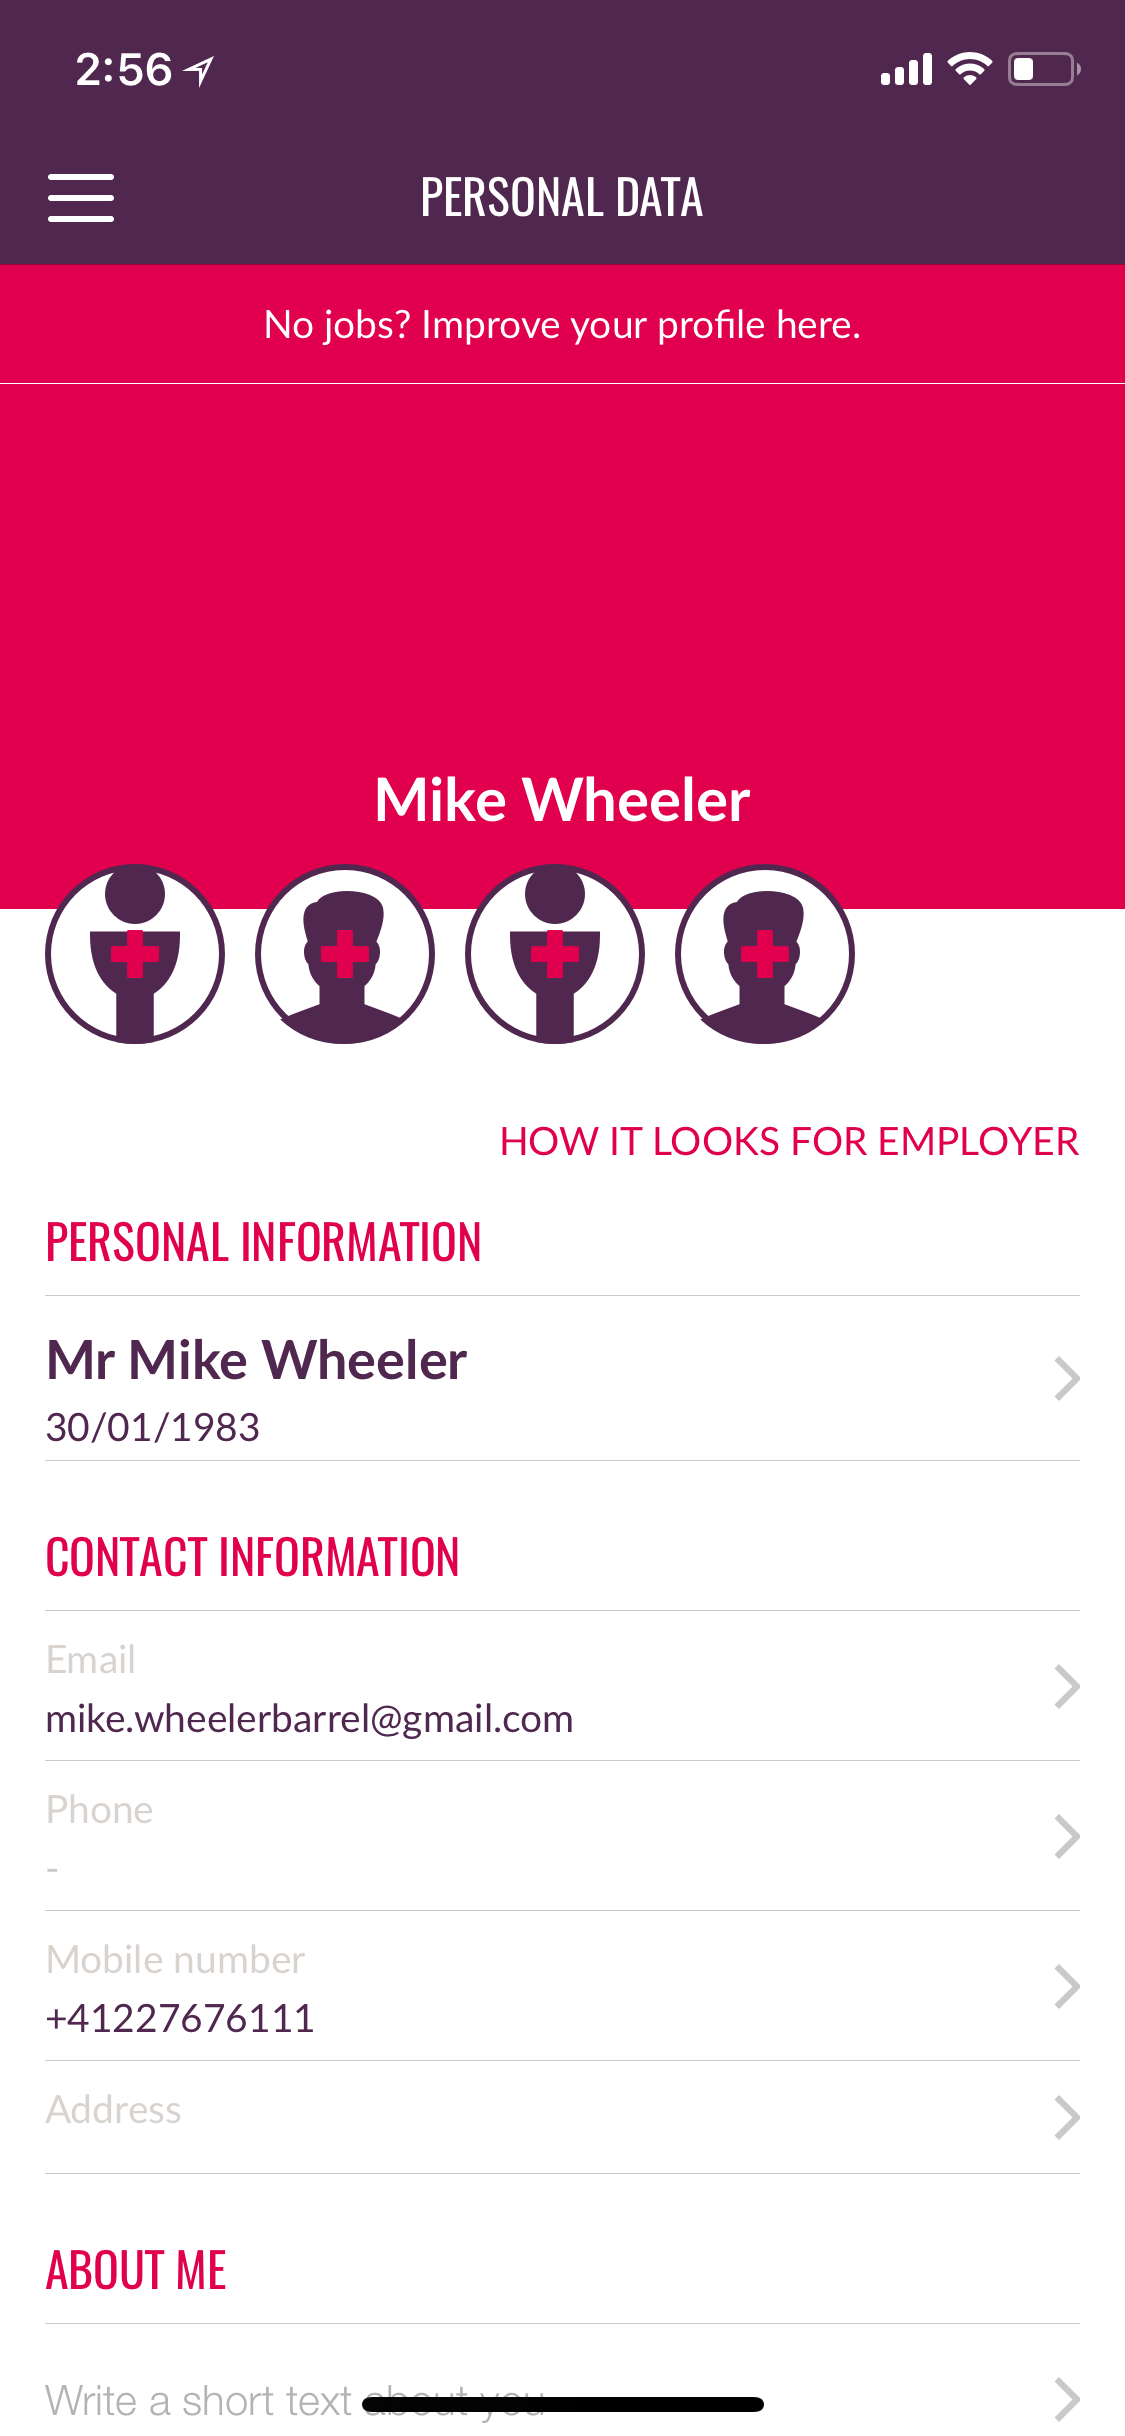 2:56
PERSONAL DATA
No jobs? Improve your profile here.
Mike Wheeler
HOW IT LOOKS FOR EMPLOYER
PERSONAL INFORMATION
Mr Mike Wheeler
30/01/1983
CONTACT INFORMATION
Email
mike.wheelerbarrel@gmail.com
Phone
-
Mobile number
+41227676111
Address
ABOUT ME
Write a short text about you